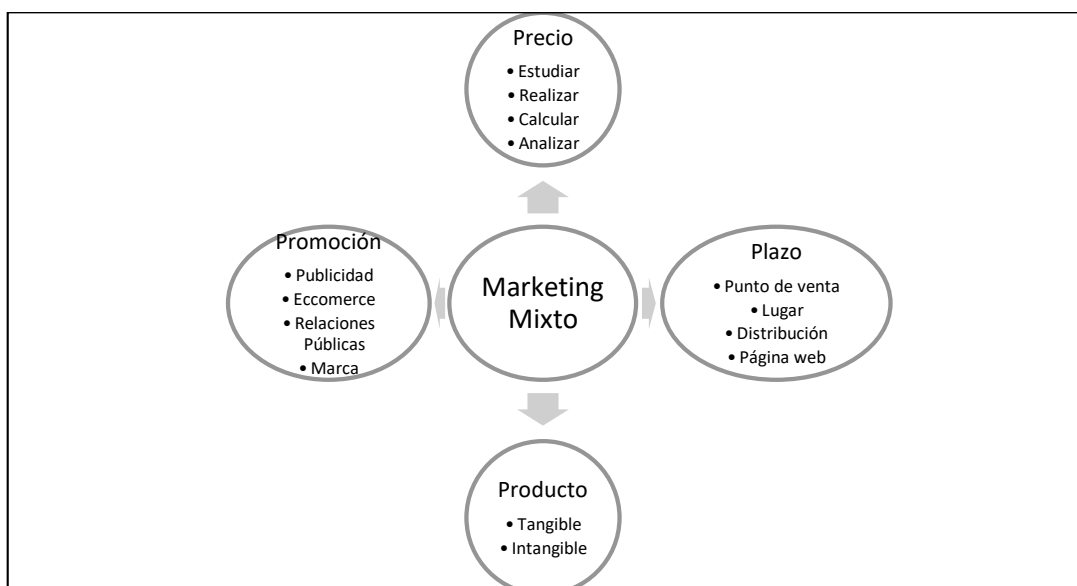 Precio
• Estudiar
• Realizar
• Calcular
• Analizar
Promoción
• Publicidad
• Eccomerce
• Relaciones
Públicas
• Marca
Marketing
Mixto
Plazo
• Punto de venta
• Lugar
• Distribución
• Página web
Producto
• Tangible
• Intangible